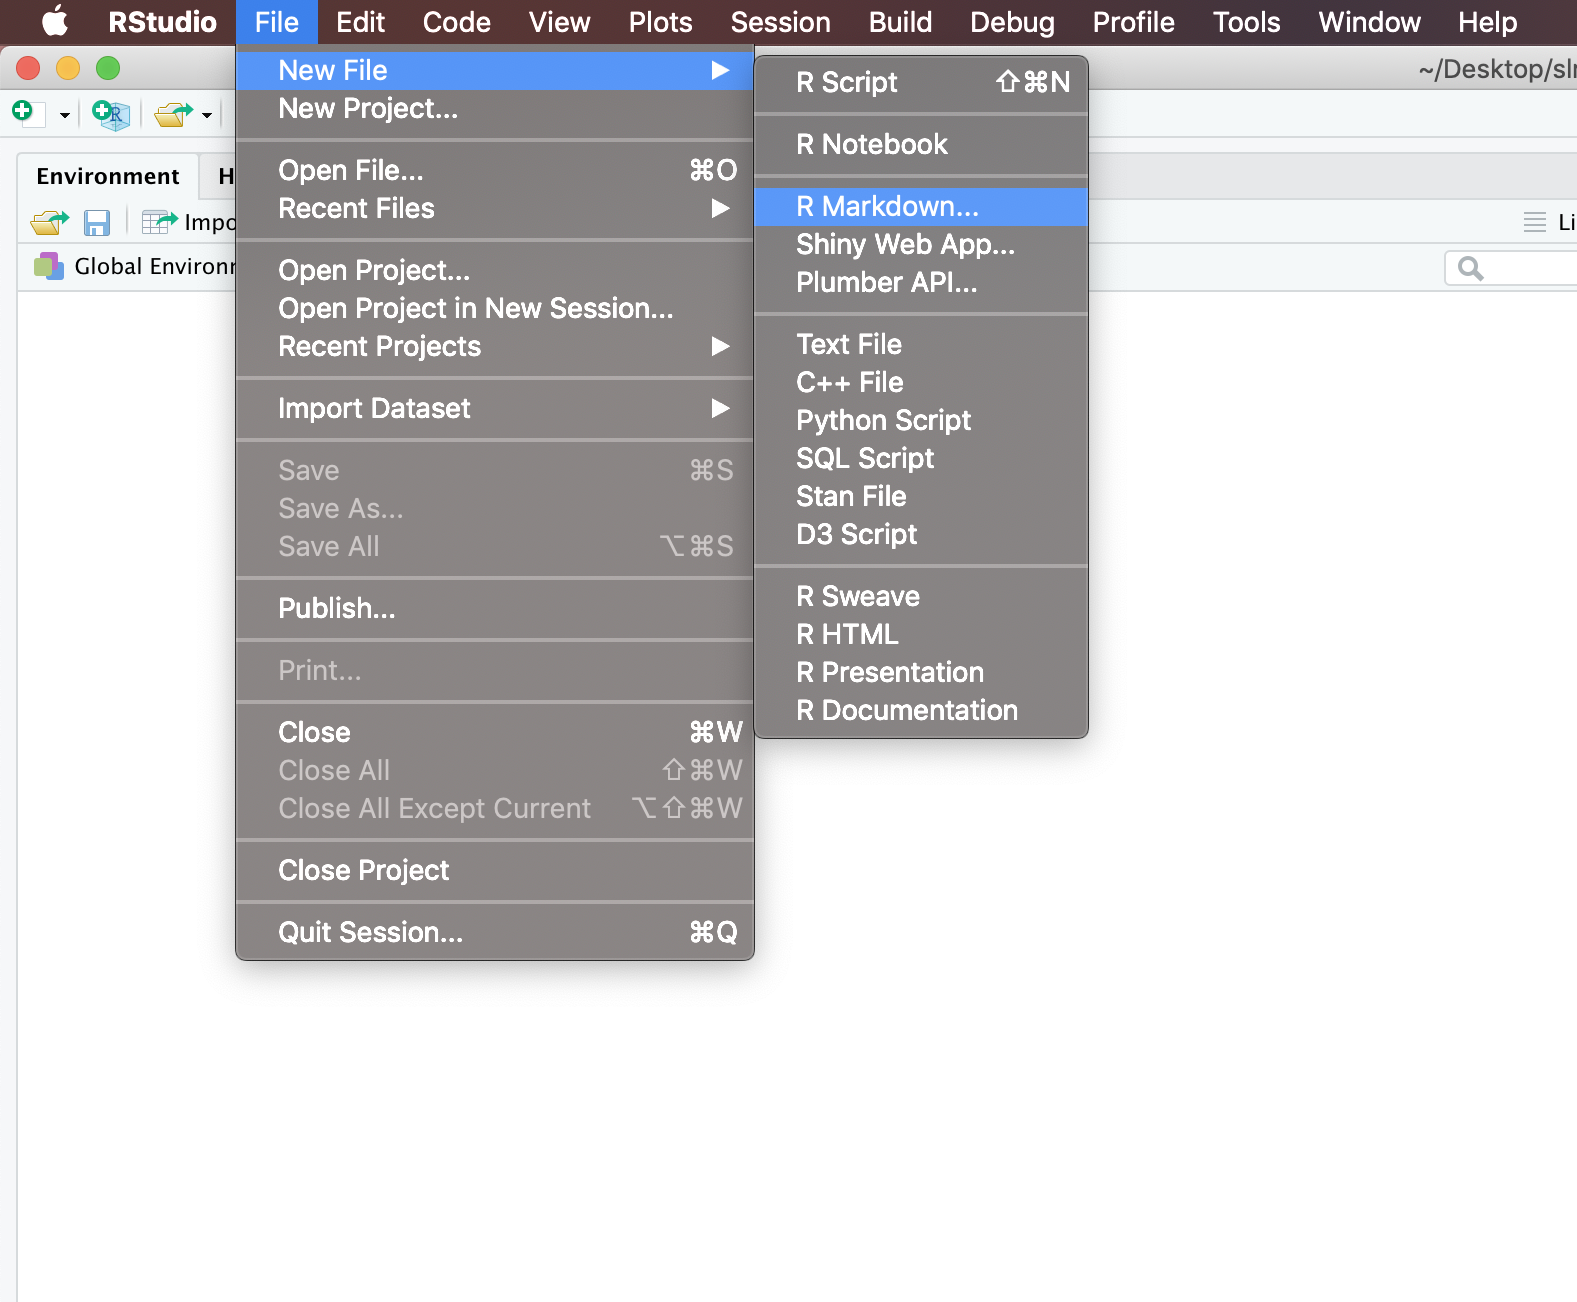 RStudio File Edit Code View Plots Session Build Debug Profile Tools Window Help
~/Desktop/slr
New File
New Project...
Open File... ⌘O
Recent Files
Open Project...
Open Project in New Session...
Recent Projects
Import Dataset
Save ⌘S
Save As...
Save All ⌥⌘S
Publish...
Print...
Close ⌘W
Close All ⇧⌘W
Close All Except Current ⌥⇧⌘W
Close Project
Quit Session... ⌘Q
R Script ⇧⌘N
R Notebook
R Markdown...
Shiny Web App...
Plumber API...
Text File
C++ File
Python Script
SQL Script
Stan File
D3 Script
R Sweave
R HTML
R Presentation
R Documentation
Environment H
Impo
Li
Global Environ